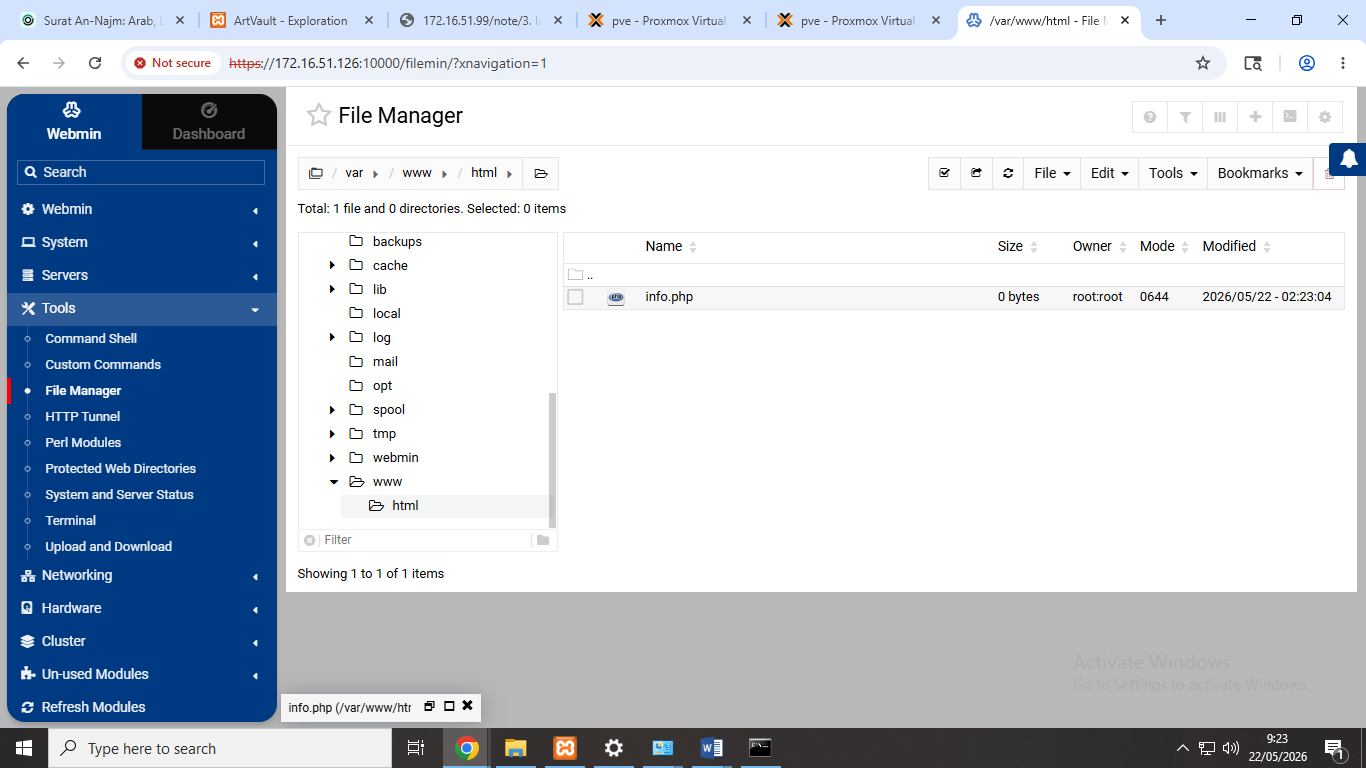 Surat An-Najm: Arab, L
ArtVault - Exploration
172.16.51.99/note/3. In
pve - Proxmox Virtual
pve - Proxmox Virtual
/var/www/html - File M
Not secure
https://172.16.51.126:10000/filemin/?xnavigation=1
Webmin
Dashboard
Search
Webmin
System
Servers
Tools
Command Shell
Custom Commands
File Manager
HTTP Tunnel
Perl Modules
Protected Web Directories
System and Server Status
Terminal
Upload and Download
Networking
Hardware
Cluster
Un-used Modules
Refresh Modules
File Manager
/ var / www / html
File Edit Tools Bookmarks
Total: 1 file and 0 directories. Selected: 0 items
backups
cache
lib
local
log
mail
opt
spool
tmp
webmin
www
html
Filter
Name Size Owner Mode Modified
..
info.php 0 bytes root:root 0644 2026/05/22 - 02:23:04
Showing 1 to 1 of 1 items
Activate Windows
Go to Settings to activate Windows.
info.php (/var/www/htr
Type here to search
9:23
22/05/2026
1